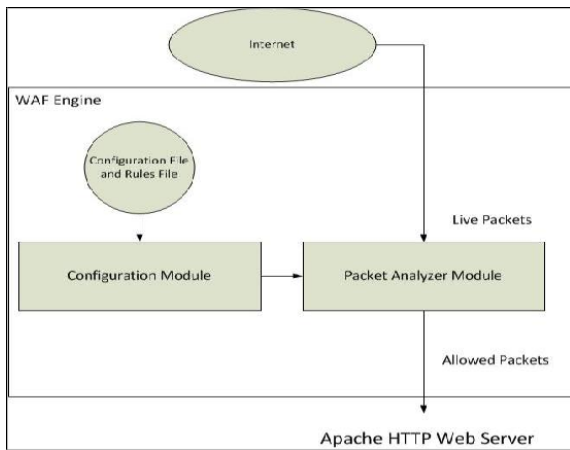 Internet
WAF Engine
Configuration File
and Rules File
Live Packets
Configuration Module
Packet Analyzer Module
Allowed Packets
Apache HTTP Web Server